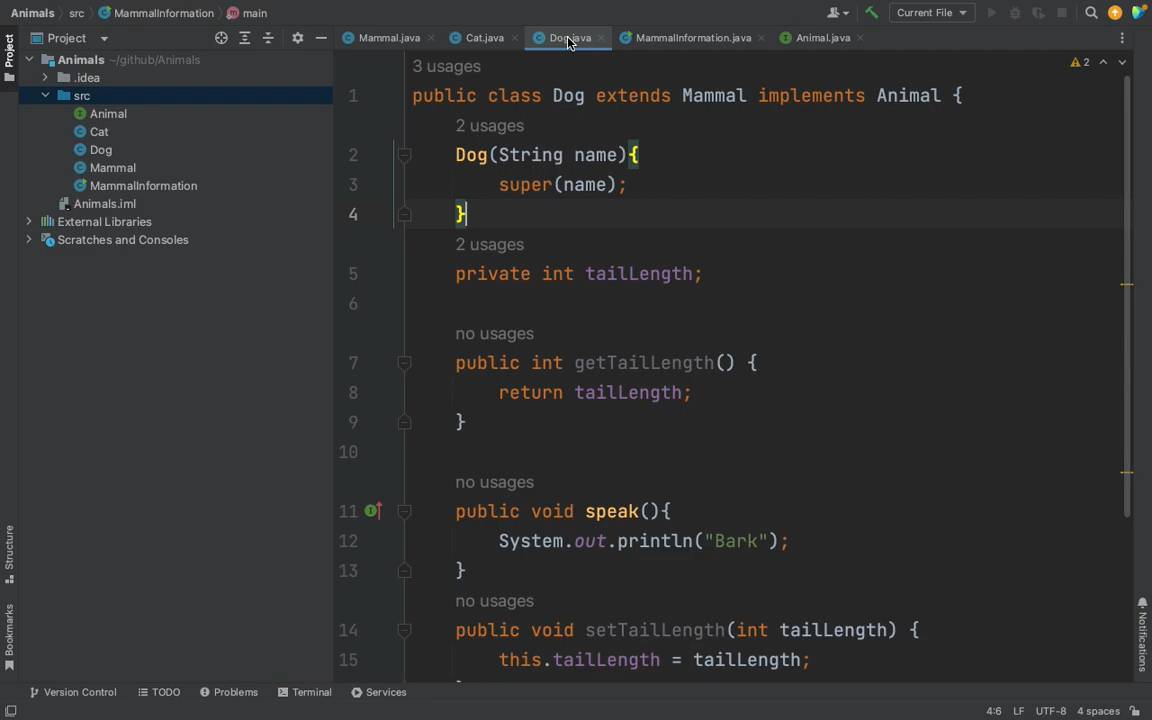 Animals src MammalInformation main Current File
Project
Project Mammal.java Cat.java Dog.java MammalInformation.java Animal.java
Animals ~/github/Animals
.idea
src
Animal
Cat
Dog
Mammal
MammalInformation
Animals.iml
External Libraries
Scratches and Consoles
Structure
Bookmarks
2
3 usages
1 public class Dog extends Mammal implements Animal {
2 usages
2 Dog(String name){
3 super(name);
4 }
2 usages
5 private int tailLength;
6
no usages
7 public int getTailLength() {
8 return tailLength;
9 }
10
no usages
11 public void speak(){
12 System.out.println("Bark");
13 }
no usages
14 public void setTailLength(int tailLength) {
15 this.tailLength = tailLength;
Notifications
Version Control TODO Problems Terminal Services
4:6 LF UTF-8 4 spaces